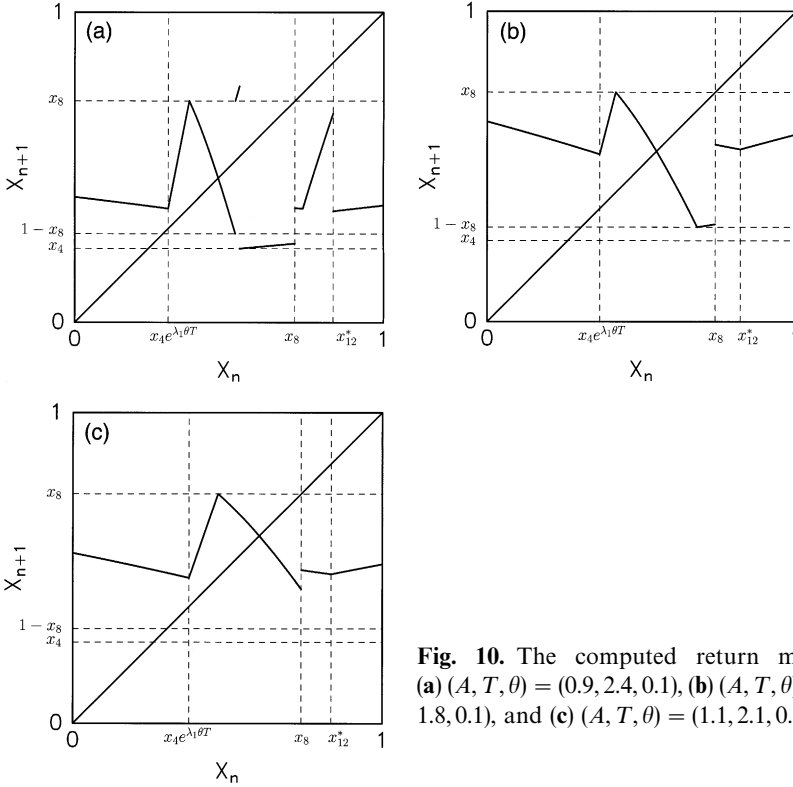 1
(a)
x₈
Xₙ₊₁
1 − x₈
x₄
0
0
x₄e^{λ₁θT}
x₈
x*₁₂
1
Xₙ
1
(b)
x₈
Xₙ₊₁
1 − x₈
x₄
0
0
x₄e^{λ₁θT}
x₈
x*₁₂
Xₙ
1
(c)
x₈
Xₙ₊₁
1 − x₈
x₄
0
0
x₄e^{λ₁θT}
x₈
x*₁₂
1
Xₙ
Fig. 10. The computed return
(a) (A, T, θ) = (0.9, 2.4, 0.1), (b) (A, T, θ
1.8, 0.1), and (c) (A, T, θ) = (1.1, 2.1, 0.